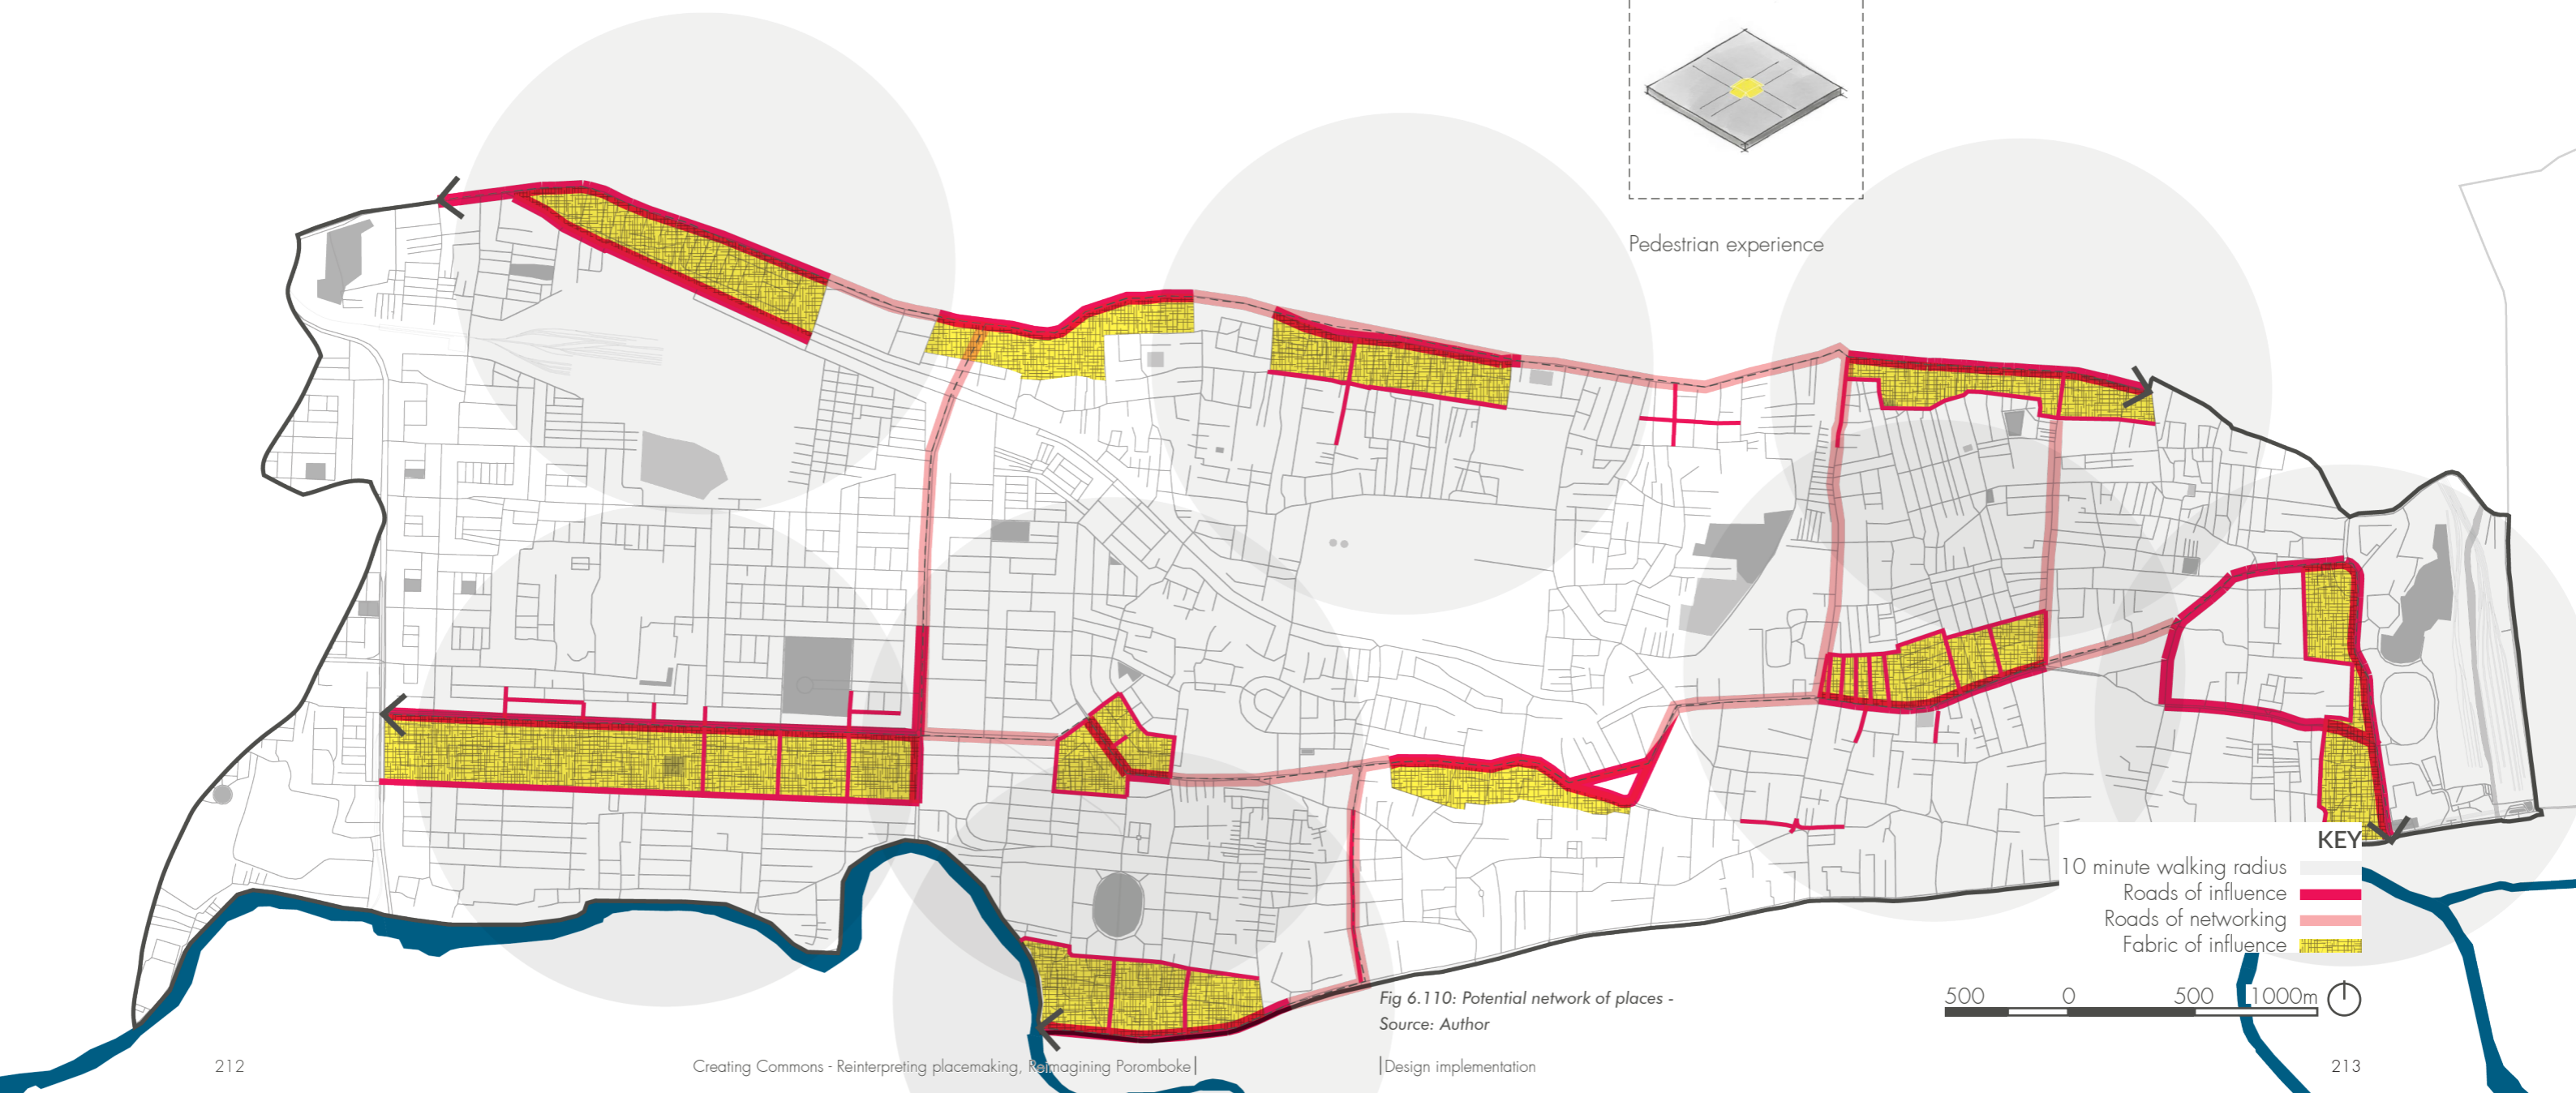 Pedestrian experience
KEY
10 minute walking radius
Roads of influence
Roads of networking
Fabric of influence
500 0 500 1000m
Fig 6.110: Potential network of places -
Source: Author
212
Creating Commons - Reinterpreting placemaking, Reimagining Poromboke|
|Design implementation
213